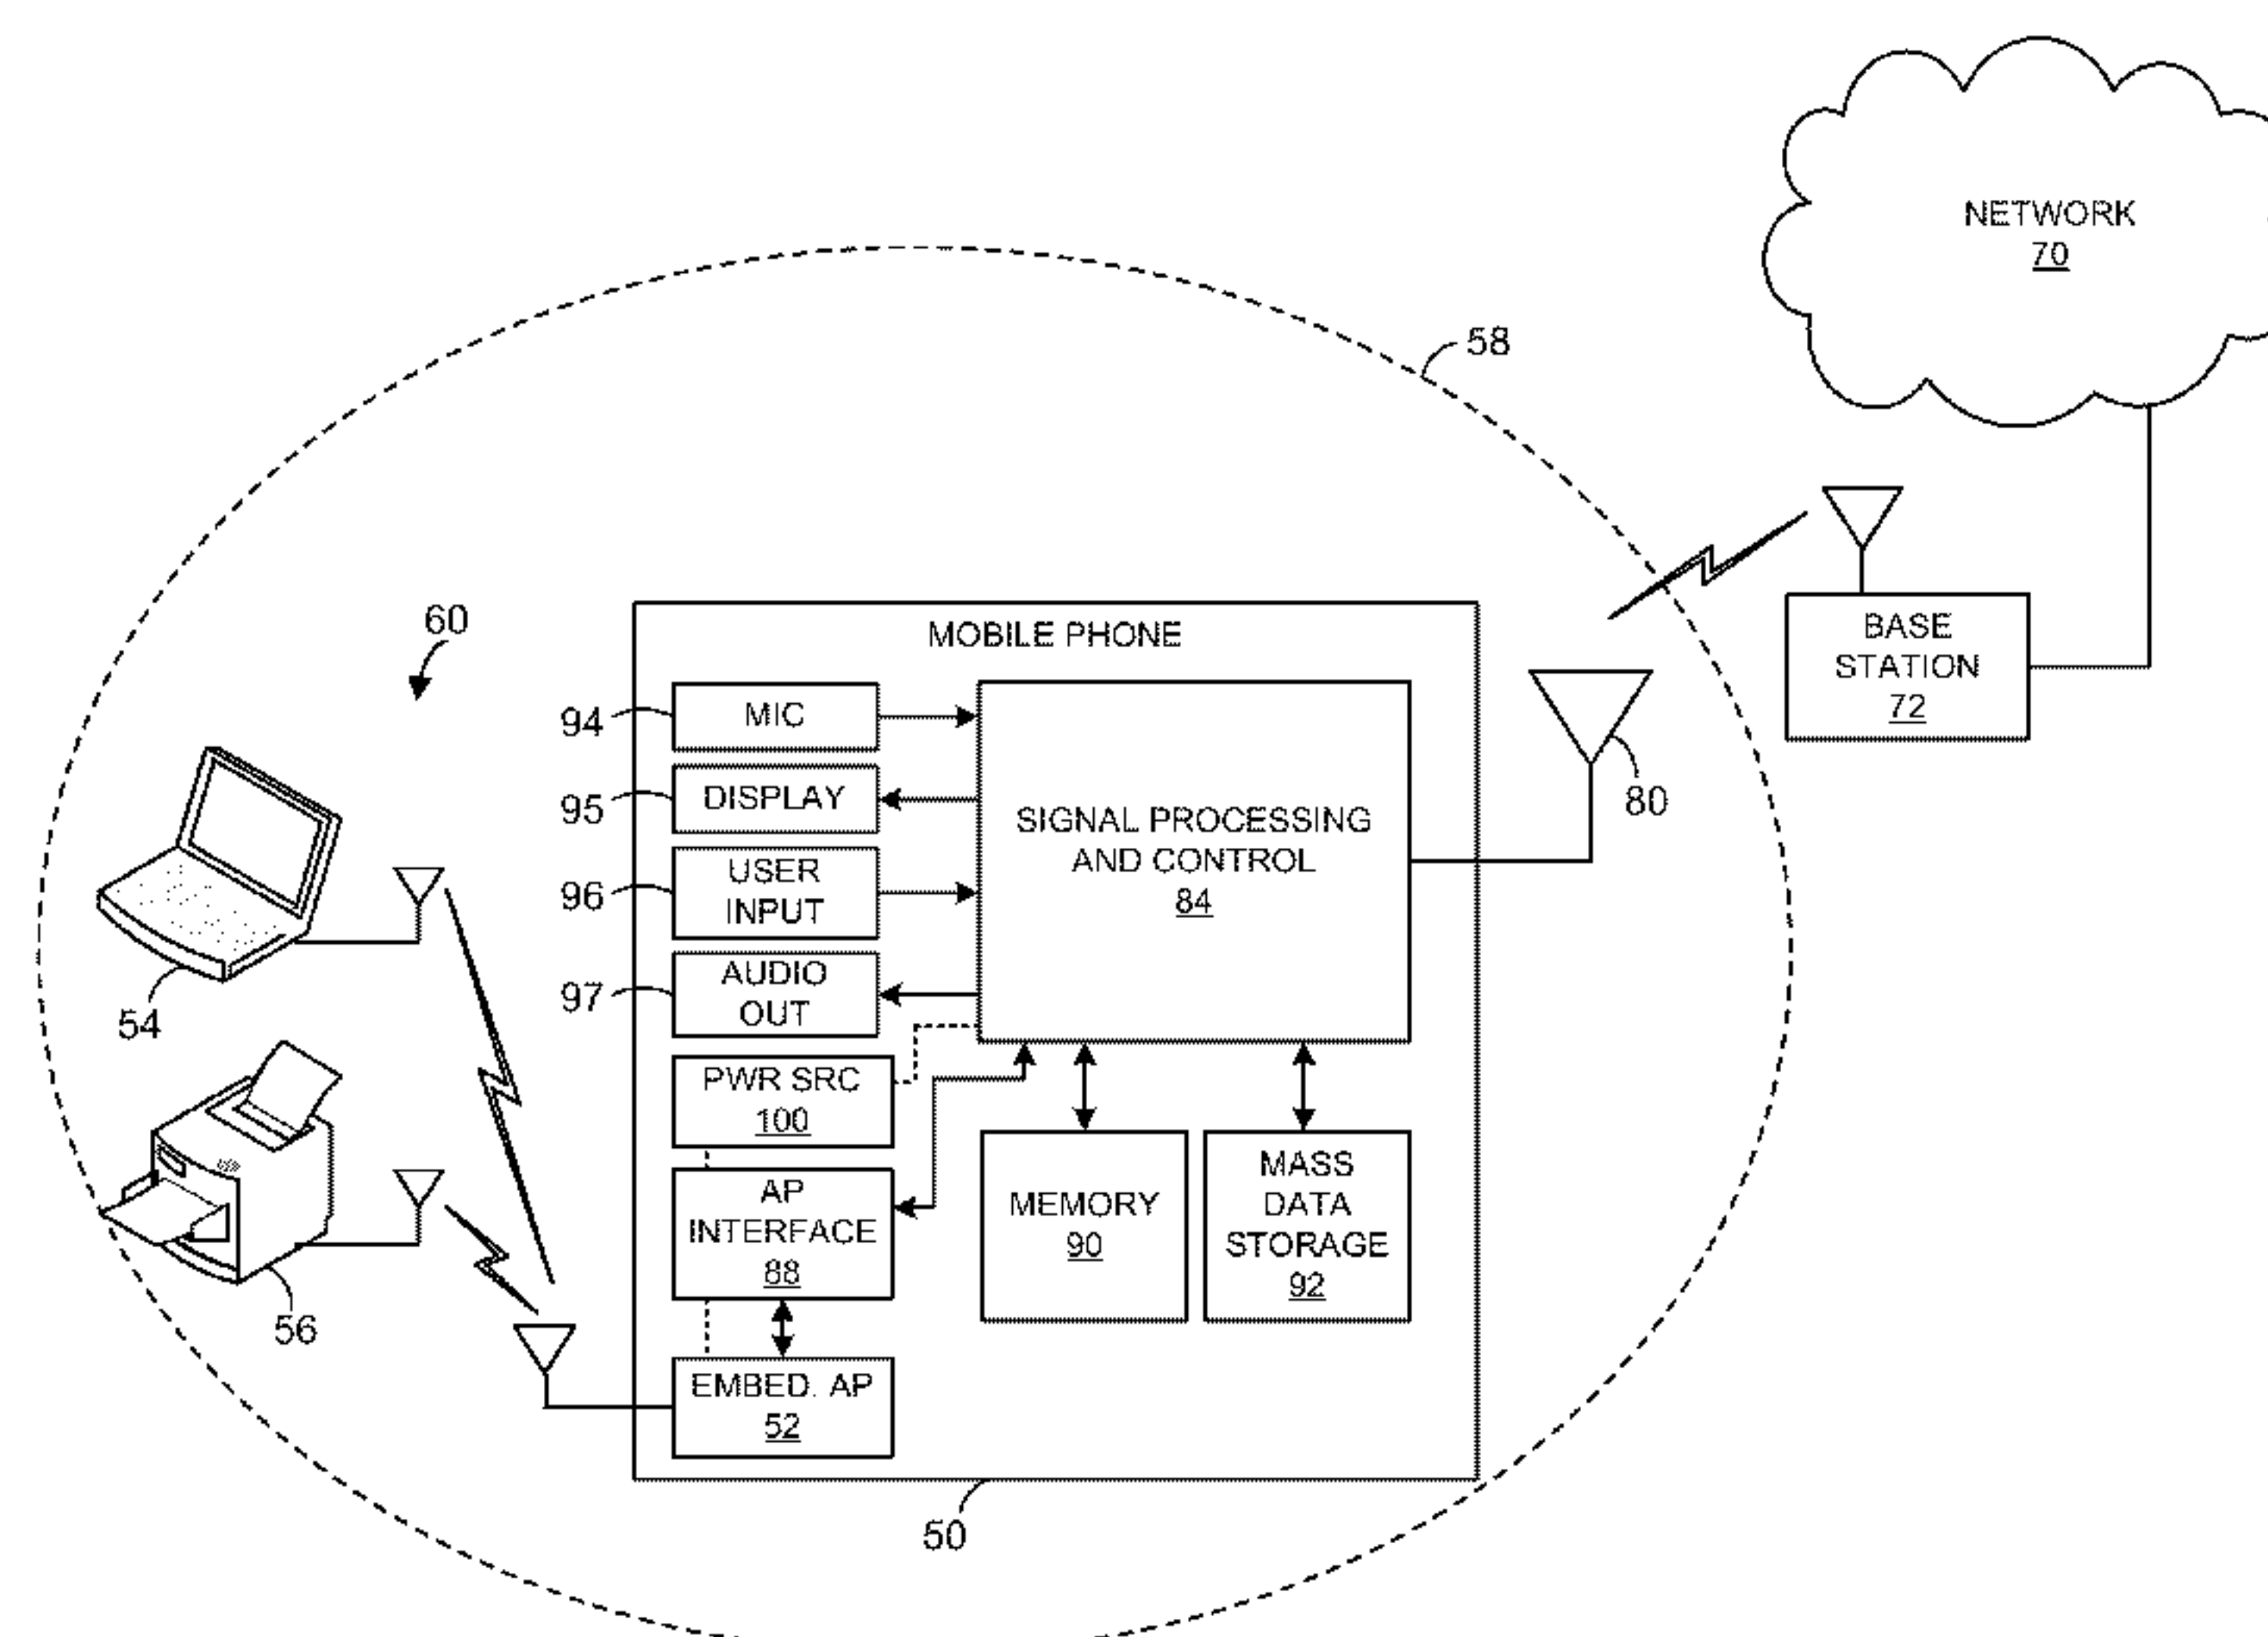 NETWORK
70
58
BASE
STATION
72
60
MOBILE PHONE
94
MIC
95
DISPLAY
96
USER
INPUT
97
AUDIO
OUT
SIGNAL PROCESSING
AND CONTROL
84
80
54
PWR SRC
100
AP
INTERFACE
88
MEMORY
90
MASS
DATA
STORAGE
92
56
EMBED. AP
52
50